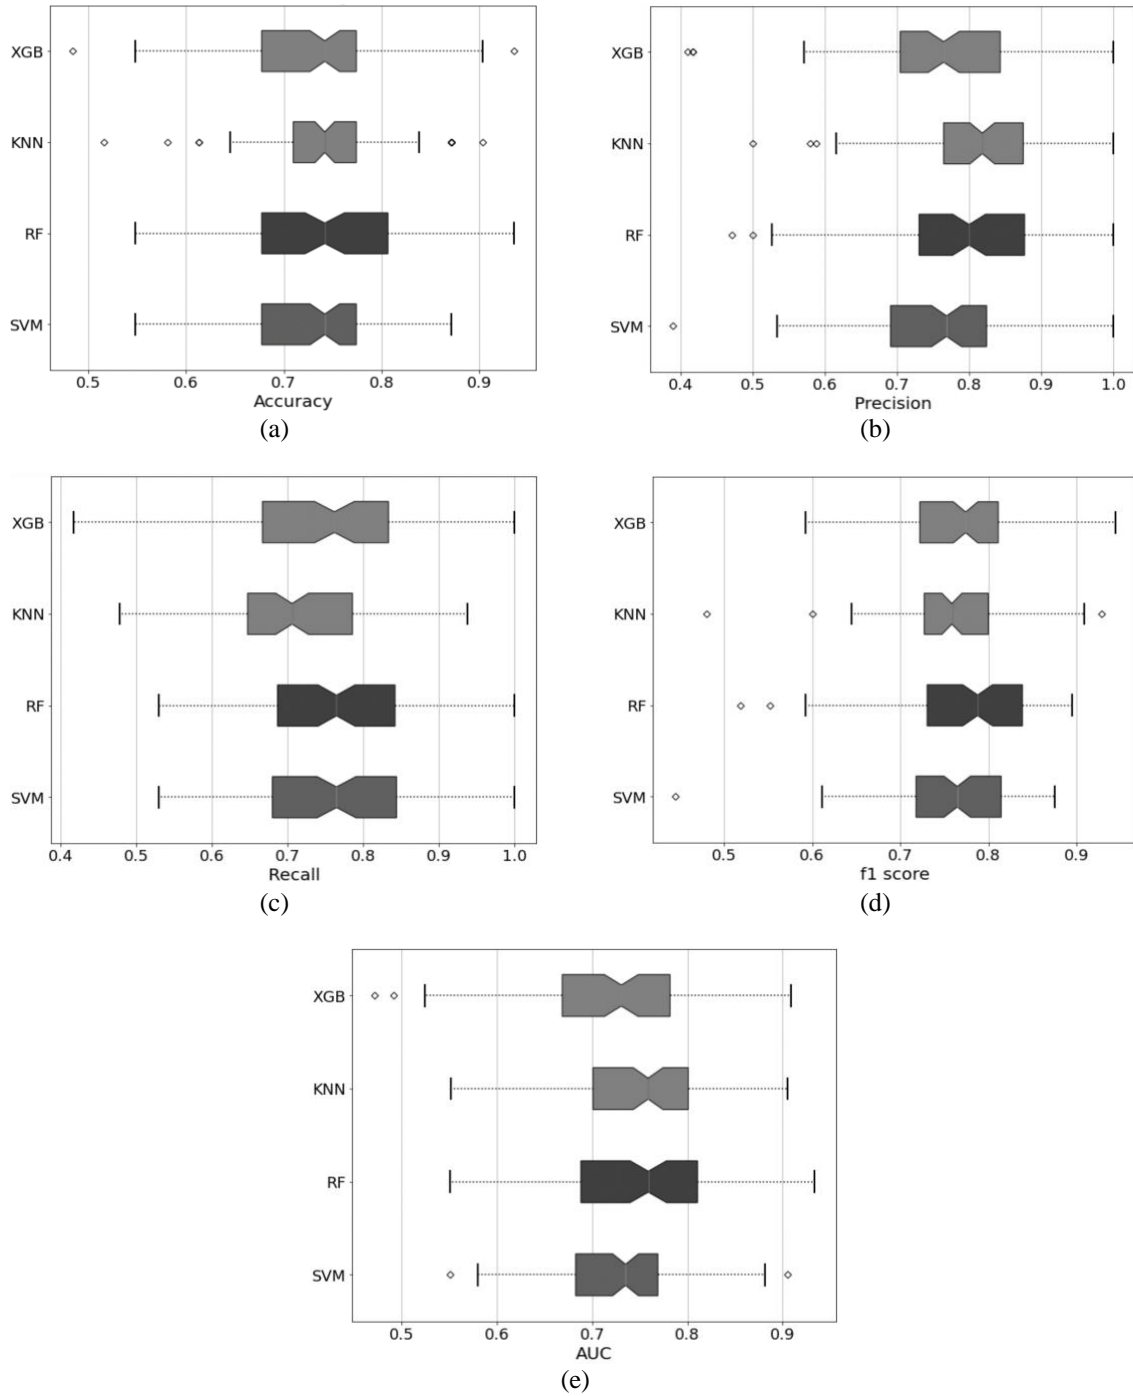 XGB
KNN
RF
SVM
0.5 0.6 0.7 0.8 0.9
Accuracy
(a)
XGB
KNN
RF
SVM
0.4 0.5 0.6 0.7 0.8 0.9 1.0
Precision
(b)
XGB
KNN
RF
SVM
0.4 0.5 0.6 0.7 0.8 0.9 1.0
Recall
(c)
XGB
KNN
RF
SVM
0.5 0.6 0.7 0.8 0.9
f1 score
(d)
XGB
KNN
RF
SVM
0.5 0.6 0.7 0.8 0.9
AUC
(e)